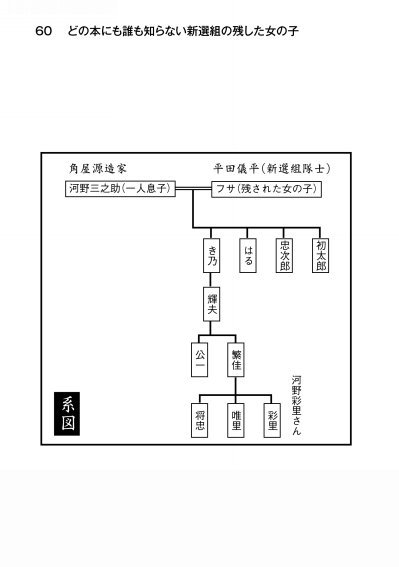 60 どの本にも誰も知らない新選組の残した女の子
角屋源造家
平田儀平(新選組隊士)
河野三之助(一人息子)
フサ(残された女の子)
初太郎
忠次郎
はる
き乃
輝夫
繁佳
公一
河野彩里さん
彩里
唯里
将忠
系図